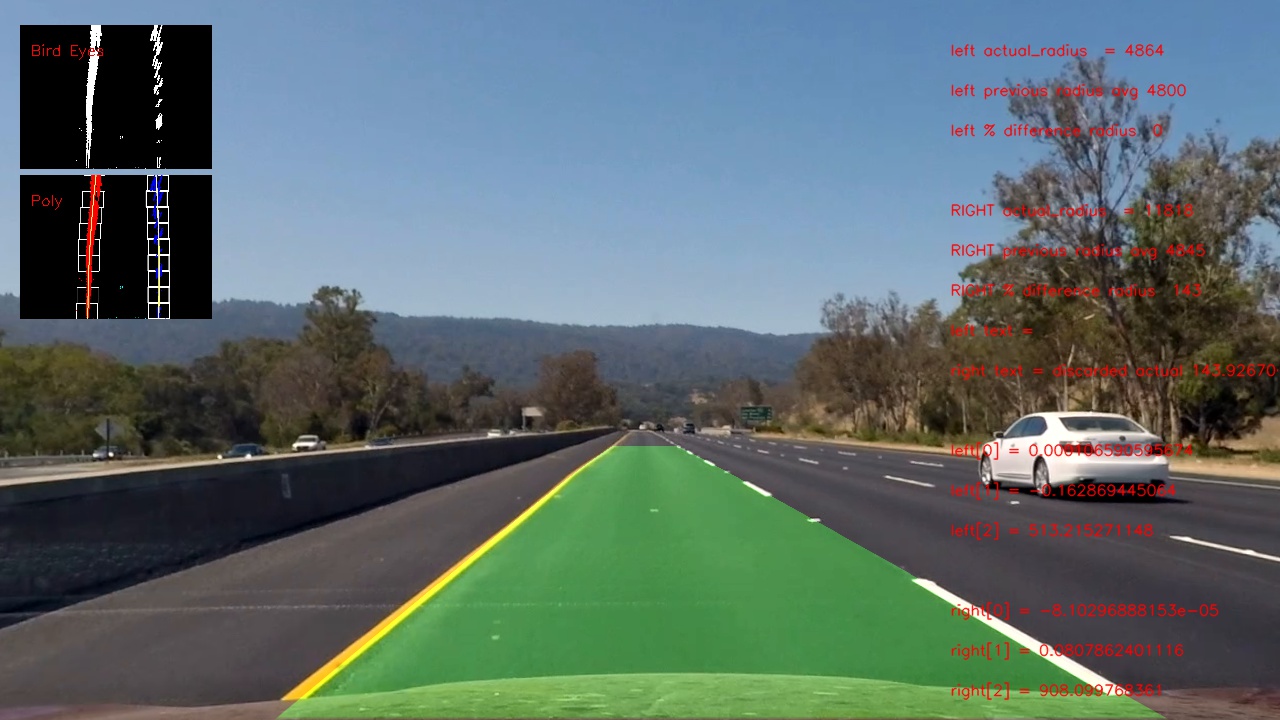 Bird Eyes
Poly
left actual_radius = 4864
left previous radius avg 4800
left % difference radius 0
RIGHT actual_radius = 11818
RIGHT previous radius avg 4845
RIGHT % difference radius 143
left text =
right text = discarded actual 143.92670
left[0] = 0.000106590595674
left[1] = -0.162869445064
left[2] = 513.215271148
right[0] = -8.10296888153e-05
right[1] = 0.0807862401116
right[2] = 908.099768361